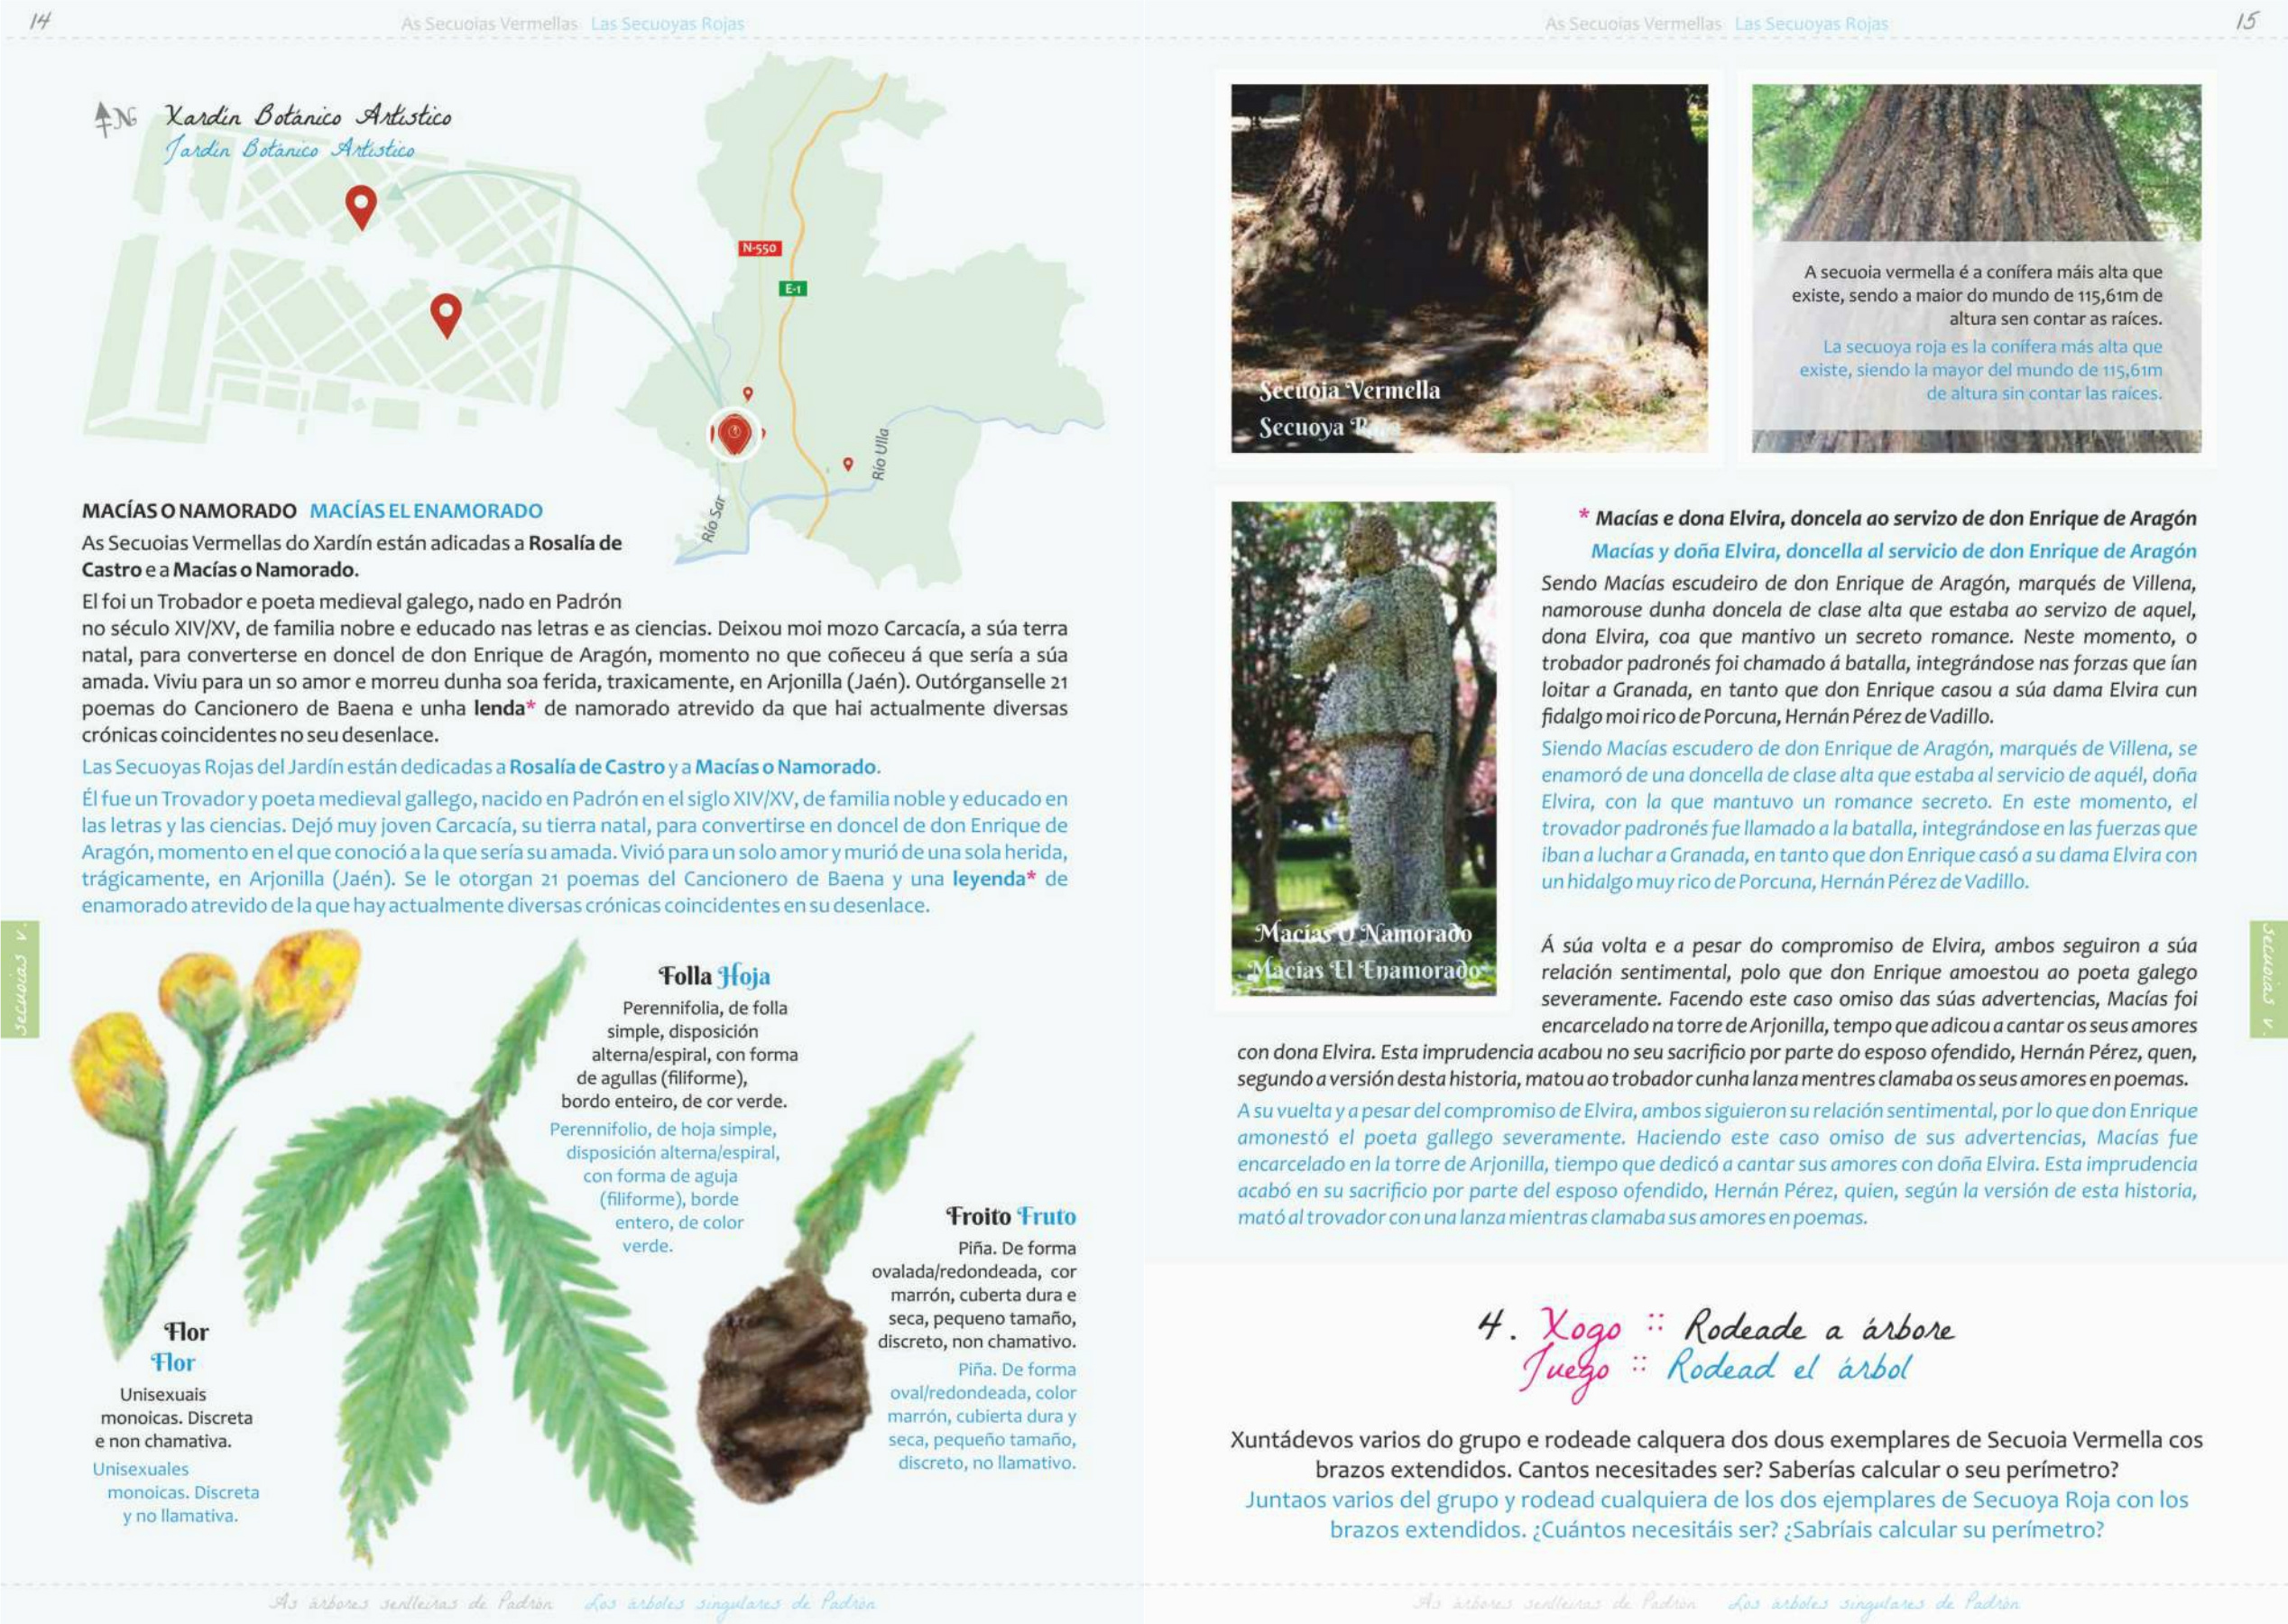 14
As Secuoias Vermellas Las Secuoyas Rojas
N
Xardín Botánico Artístico
Jardín Botánico Artístico
N-550
E-1
Río Ulla
Río Sar
MACÍAS O NAMORADO MACÍAS EL ENAMORADO
As Secuoias Vermellas do Xardín están adicadas a Rosalía de
Castro e a Macías o Namorado.
El foi un Trobador e poeta medieval galego, nado en Padrón
no século XIV/XV, de familia nobre e educado nas letras e as ciencias. Deixou moi mozo Carcacía, a súa terra
natal, para converterse en doncel de don Enrique de Aragón, momento no que coñeceu á que sería a súa
amada. Viviu para un so amor e morreu dunha soa ferida, traxicamente, en Arjonilla (Jaén). Outórganselle 21
poemas do Cancionero de Baena e unha lenda* de namorado atrevido da que hai actualmente diversas
crónicas coincidentes no seu desenlace.
Las Secuoyas Rojas del Jardín están dedicadas a Rosalía de Castro y a Macías o Namorado.
Él fue un Trovador y poeta medieval gallego, nacido en Padrón en el siglo XIV/XV, de familia noble y educado en
las letras y las ciencias. Dejó muy joven Carcacía, su tierra natal, para convertirse en doncel de don Enrique de
Aragón, momento en el que conoció a la que sería su amada. Vivió para un solo amor y murió de una sola herida,
trágicamente, en Arjonilla (Jaén). Se le otorgan 21 poemas del Cancionero de Baena y una leyenda* de
enamorado atrevido de la que hay actualmente diversas crónicas coincidentes en su desenlace.
secuoias v.
Folla Hoja
Perennifolia, de folla
simple, disposición
alterna/espiral, con forma
de agullas (filiforme),
bordo enteiro, de cor verde.
Perennifolio, de hoja simple,
disposición alterna/espiral,
con forma de aguja
(filiforme), borde
entero, de color
verde.
Froito Fruto
Piña. De forma
ovalada/redondeada, cor
marrón, cuberta dura e
seca, pequeno tamaño,
discreto, non chamativo.
Piña. De forma
oval/redondeada, color
marrón, cubierta dura y
seca, pequeño tamaño,
discreto, no llamativo.
Flor
Flor
Unisexuais
monoicas. Discreta
e non chamativa.
Unisexuales
monoicas. Discreta
y no llamativa.
As árbores senlleiras de Padrón Los árboles singulares de Padrón
As Secuoias Vermellas Las Secuoyas Rojas
15
Secuoia Vermella
Secuoya Roja
A secuoia vermella é a conífera máis alta que
existe, sendo a maior do mundo de 115,61m de
altura sen contar as raíces.
La secuoya roja es la conífera más alta que
existe, siendo la mayor del mundo de 115,61m
de altura sin contar las raíces.
Macías O Namorado
Macías El Enamorado
* Macías e dona Elvira, doncela ao servizo de don Enrique de Aragón
Macías y doña Elvira, doncella al servicio de don Enrique de Aragón
Sendo Macías escudeiro de don Enrique de Aragón, marqués de Villena,
namorouse dunha doncela de clase alta que estaba ao servizo de aquel,
dona Elvira, coa que mantivo un secreto romance. Neste momento, o
trobador padronés foi chamado á batalla, integrándose nas forzas que ían
loitar a Granada, en tanto que don Enrique casou a súa dama Elvira cun
fidalgo moi rico de Porcuna, Hernán Pérez de Vadillo.
Siendo Macías escudero de don Enrique de Aragón, marqués de Villena, se
enamoró de una doncella de clase alta que estaba al servicio de aquél, doña
Elvira, con la que mantuvo un romance secreto. En este momento, el
trovador padronés fue llamado a la batalla, integrándose en las fuerzas que
iban a luchar a Granada, en tanto que don Enrique casó a su dama Elvira con
un hidalgo muy rico de Porcuna, Hernán Pérez de Vadillo.
Á súa volta e a pesar do compromiso de Elvira, ambos seguiron a súa
relación sentimental, polo que don Enrique amoestou ao poeta galego
severamente. Facendo este caso omiso das súas advertencias, Macías foi
encarcelado na torre de Arjonilla, tempo que adicou a cantar os seus amores
con dona Elvira. Esta imprudencia acabou no seu sacrificio por parte do esposo ofendido, Hernán Pérez, quen,
segundo a versión desta historia, matou ao trobador cunha lanza mentres clamaba os seus amores en poemas.
A su vuelta y a pesar del compromiso de Elvira, ambos siguieron su relación sentimental, por lo que don Enrique
amonestó el poeta gallego severamente. Haciendo este caso omiso de sus advertencias, Macías fue
encarcelado en la torre de Arjonilla, tiempo que dedicó a cantar sus amores con doña Elvira. Esta imprudencia
acabó en su sacrificio por parte del esposo ofendido, Hernán Pérez, quien, según la versión de esta historia,
mató al trovador con una lanza mientras clamaba sus amores en poemas.
secuoias v.
4. Xogo :: Rodeade a árbore
Juego :: Rodead el árbol
Xuntádevos varios do grupo e rodeade calquera dos dous exemplares de Secuoia Vermella cos
brazos extendidos. Cantos necesitades ser? Saberías calcular o seu perímetro?
Juntaos varios del grupo y rodead cualquiera de los dos ejemplares de Secuoya Roja con los
brazos extendidos. ¿Cuántos necesitáis ser? ¿Sabríais calcular su perímetro?
As árbores senlleiras de Padrón Los árboles singulares de Padrón